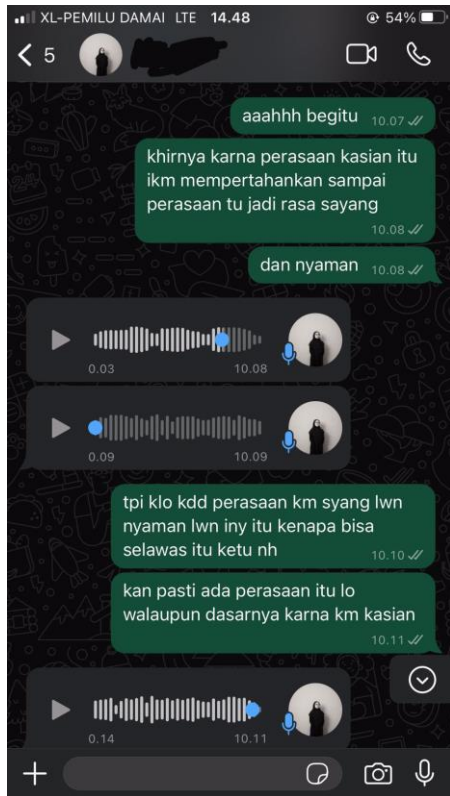 XL-PEMILU DAMAI LTE 14.48 54%
5
aaahhh begitu 10.07
khirnya karna perasaan kasian itu
ikm mempertahankan sampai
perasaan tu jadi rasa sayang
10.08
dan nyaman 10.08
0.03 10.08
0.09 10.09
tpi klo kdd perasaan km syang lwn
nyaman lwn iny itu kenapa bisa
selawas itu ketu nh
10.10
kan pasti ada perasaan itu lo
walaupun dasarnya karna km kasian
10.11
0.14 10.11